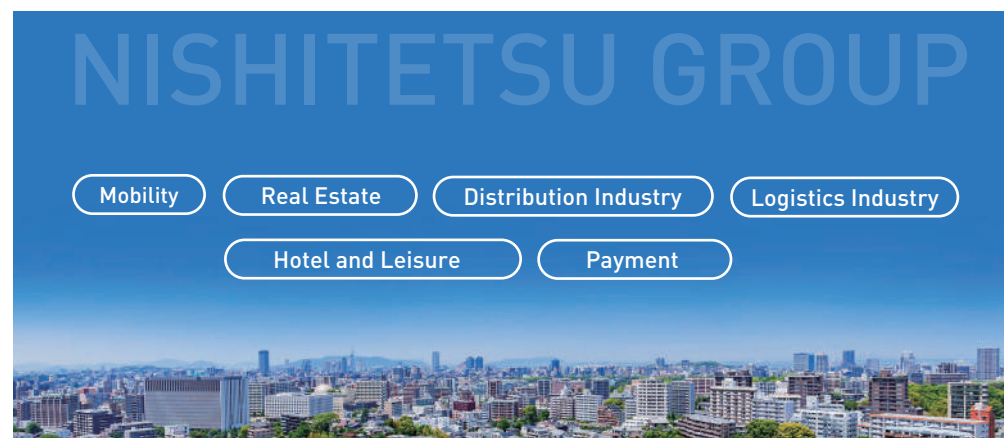 NISHITETSU GROUP
Mobility Real Estate Distribution Industry Logistics Industry
Hotel and Leisure Payment